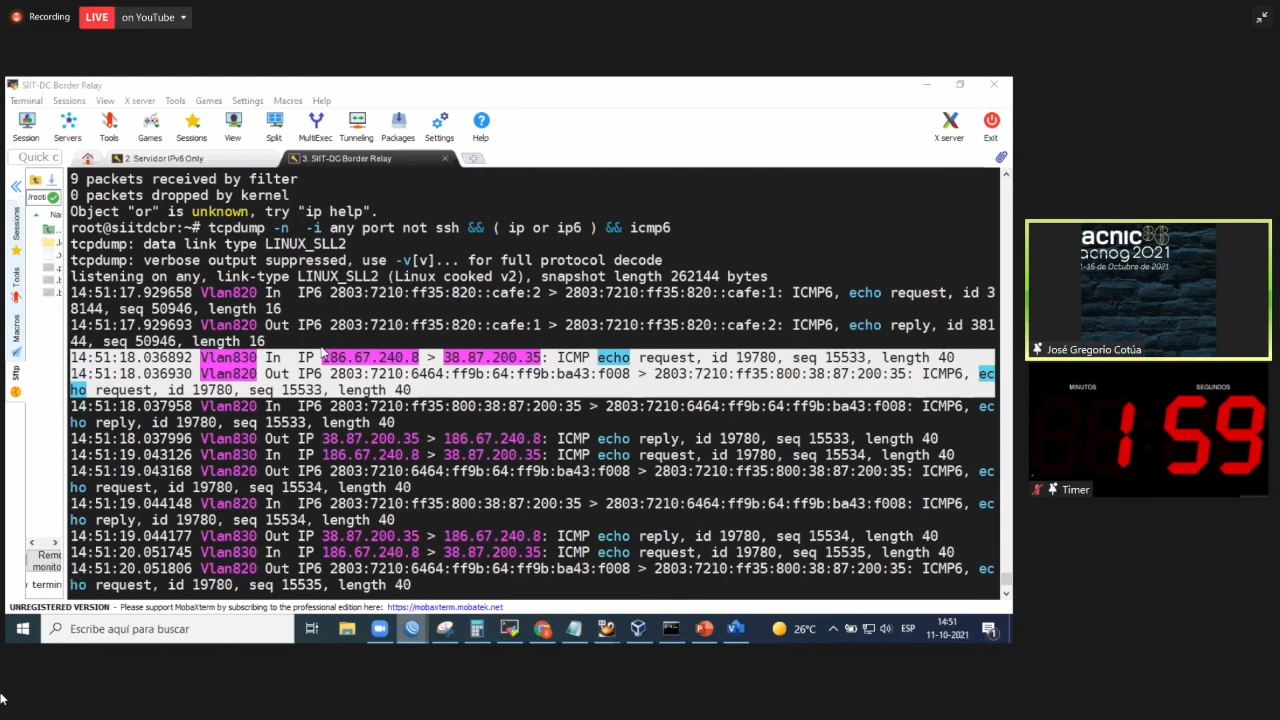 Recording
LIVE
on YouTube
SIIT-DC Border Relay
Terminal Sessions View X server Tools Games Settings Macros Help
Session Servers Tools Games Sessions View Split MultiExec Tunneling Packages Settings Help X server Exit
Quick c
2. Servidor IPv6 Only
3. SIIT-DC Border Relay
/root/
Na
Sessions
Tools
Macros
Sftp
9 packets received by filter
0 packets dropped by kernel
Object "or" is unknown, try "ip help".
root@siitdcbr:~# tcpdump -n  -i any port not ssh && ( ip or ip6 ) && icmp6
tcpdump: data link type LINUX_SLL2
tcpdump: verbose output suppressed, use -v[v]... for full protocol decode
listening on any, link-type LINUX_SLL2 (Linux cooked v2), snapshot length 262144 bytes
14:51:17.929658 Vlan820 In  IP6 2803:7210:ff35:820::cafe:2 > 2803:7210:ff35:820::cafe:1: ICMP6, echo request, id 3
8144, seq 50946, length 16
14:51:17.929693 Vlan820 Out IP6 2803:7210:ff35:820::cafe:1 > 2803:7210:ff35:820::cafe:2: ICMP6, echo reply, id 381
44, seq 50946, length 16
14:51:18.036892 Vlan830 In  IP 186.67.240.8 > 38.87.200.35: ICMP echo request, id 19780, seq 15533, length 40
14:51:18.036930 Vlan820 Out IP6 2803:7210:6464:ff9b:64:ff9b:ba43:f008 > 2803:7210:ff35:800:38:87:200:35: ICMP6, ec
ho request, id 19780, seq 15533, length 40
14:51:18.037958 Vlan820 In  IP6 2803:7210:ff35:800:38:87:200:35 > 2803:7210:6464:ff9b:64:ff9b:ba43:f008: ICMP6, ec
ho reply, id 19780, seq 15533, length 40
14:51:18.037996 Vlan830 Out IP 38.87.200.35 > 186.67.240.8: ICMP echo reply, id 19780, seq 15533, length 40
14:51:19.043126 Vlan830 In  IP 186.67.240.8 > 38.87.200.35: ICMP echo request, id 19780, seq 15534, length 40
14:51:19.043168 Vlan820 Out IP6 2803:7210:6464:ff9b:64:ff9b:ba43:f008 > 2803:7210:ff35:800:38:87:200:35: ICMP6, ec
ho request, id 19780, seq 15534, length 40
14:51:19.044148 Vlan820 In  IP6 2803:7210:ff35:800:38:87:200:35 > 2803:7210:6464:ff9b:64:ff9b:ba43:f008: ICMP6, ec
ho reply, id 19780, seq 15534, length 40
14:51:19.044177 Vlan830 Out IP 38.87.200.35 > 186.67.240.8: ICMP echo reply, id 19780, seq 15534, length 40
14:51:20.051745 Vlan830 In  IP 186.67.240.8 > 38.87.200.35: ICMP echo request, id 19780, seq 15535, length 40
14:51:20.051806 Vlan820 Out IP6 2803:7210:6464:ff9b:64:ff9b:ba43:f008 > 2803:7210:ff35:800:38:87:200:35: ICMP6, ec
ho request, id 19780, seq 15535, length 40
Remo
monito
termin
UNREGISTERED VERSION - Please support MobaXterm by subscribing to the professional edition here: https://mobaxterm.mobatek.net
Escribe aquí para buscar
26°C
ESP
14:51
11-10-2021
acnic 36
acnog 2021
1-15 de Octubre de 2021
José Gregorio Cotúa
MINUTOS SEGUNDOS
1 59
Timer